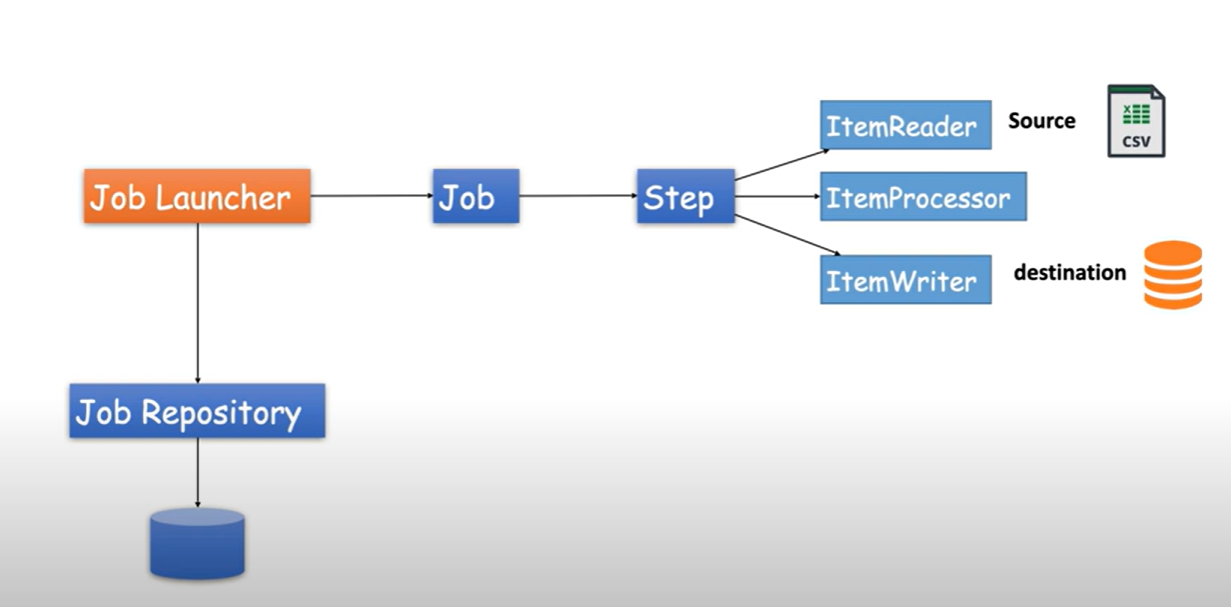 ItemReader
Source
CSV
Job Launcher
Job
Step
ItemProcessor
ItemWriter
destination
Job Repository